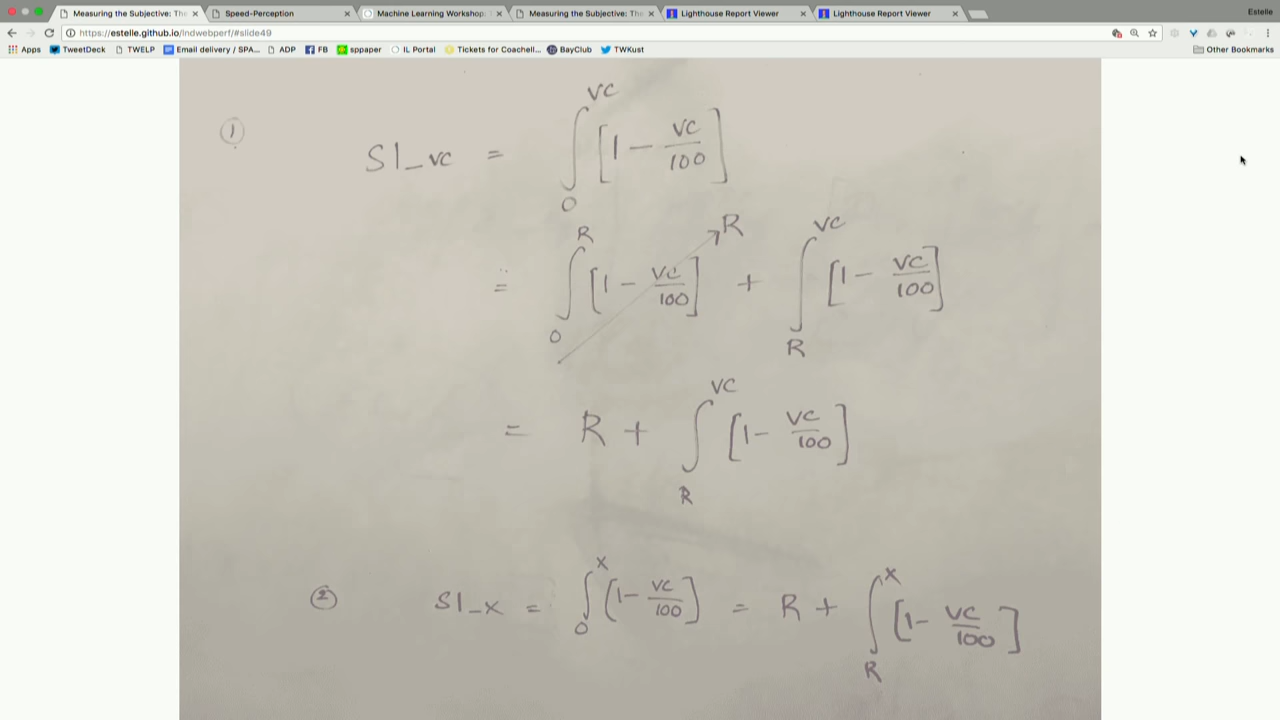 Measuring the Subjective: The
Speed-Perception
Machine Learning Workshop:
Measuring the Subjective: The
Lighthouse Report Viewer
Lighthouse Report Viewer
Estelle
https://estelle.github.io/lndwebperf/#slide49
Apps TweetDeck TWELP Email delivery / SPA... ADP FB sppaper IL Portal Tickets for Coachell... BayClub TWKust Other Bookmarks
① SI_VC = ∫₀^VC [1 - VC/100]
= ∫₀^R [1 - VC/100] → R + ∫_R^VC [1 - VC/100]
= R + ∫_R^VC [1 - VC/100]
② SI_X = ∫₀^X [1 - VC/100] = R + ∫_R^X [1 - VC/100]